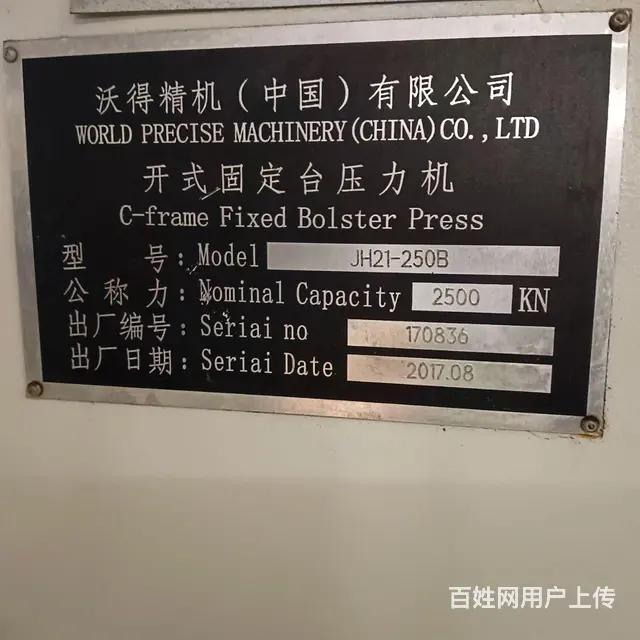 沃得精机(中国)有限公司
WORLD PRECISE MACHINERY(CHINA)CO.,LTD
开式固定台压力机
C-frame Fixed Bolster Press
型 号:Model JH21-250B
公称力:Nominal Capacity 2500 KN
出厂编号:Seriai no 170836
出厂日期:Seriai Date 2017.08
百姓网用户上传